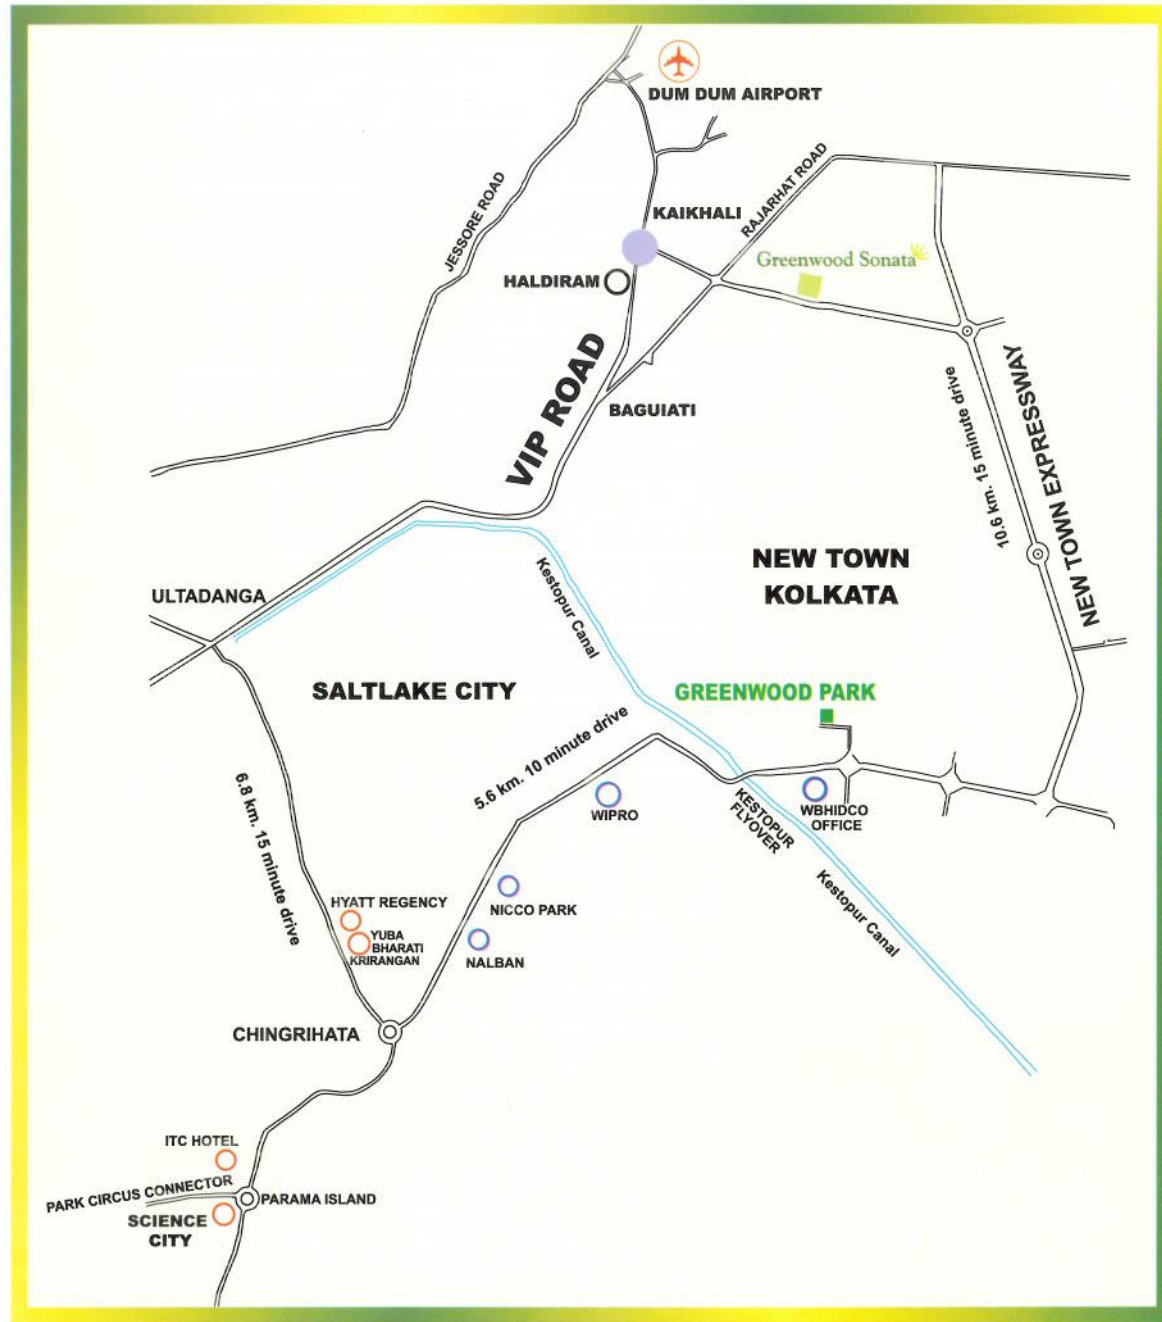 DUM DUM AIRPORT
JESSORE ROAD
KAIKHALI
RAJARHAT ROAD
Greenwood Sonata
HALDIRAM
VIP ROAD
BAGUIATI
10.6 km. 15 minute drive
NEW TOWN EXPRESSWAY
NEW TOWN
KOLKATA
Kestopur Canal
ULTADANGA
SALTLAKE CITY
GREENWOOD PARK
5.6 km. 10 minute drive
6.8 km. 15 minute drive
WIPRO
KESTOPUR
FLYOVER
WBHIDCO
OFFICE
Kestopur Canal
HYATT REGENCY
NICCO PARK
YUBA
BHARATI
KRIRANGAN
NALBAN
CHINGRIHATA
ITC HOTEL
PARK CIRCUS CONNECTOR
PARAMA ISLAND
SCIENCE
CITY